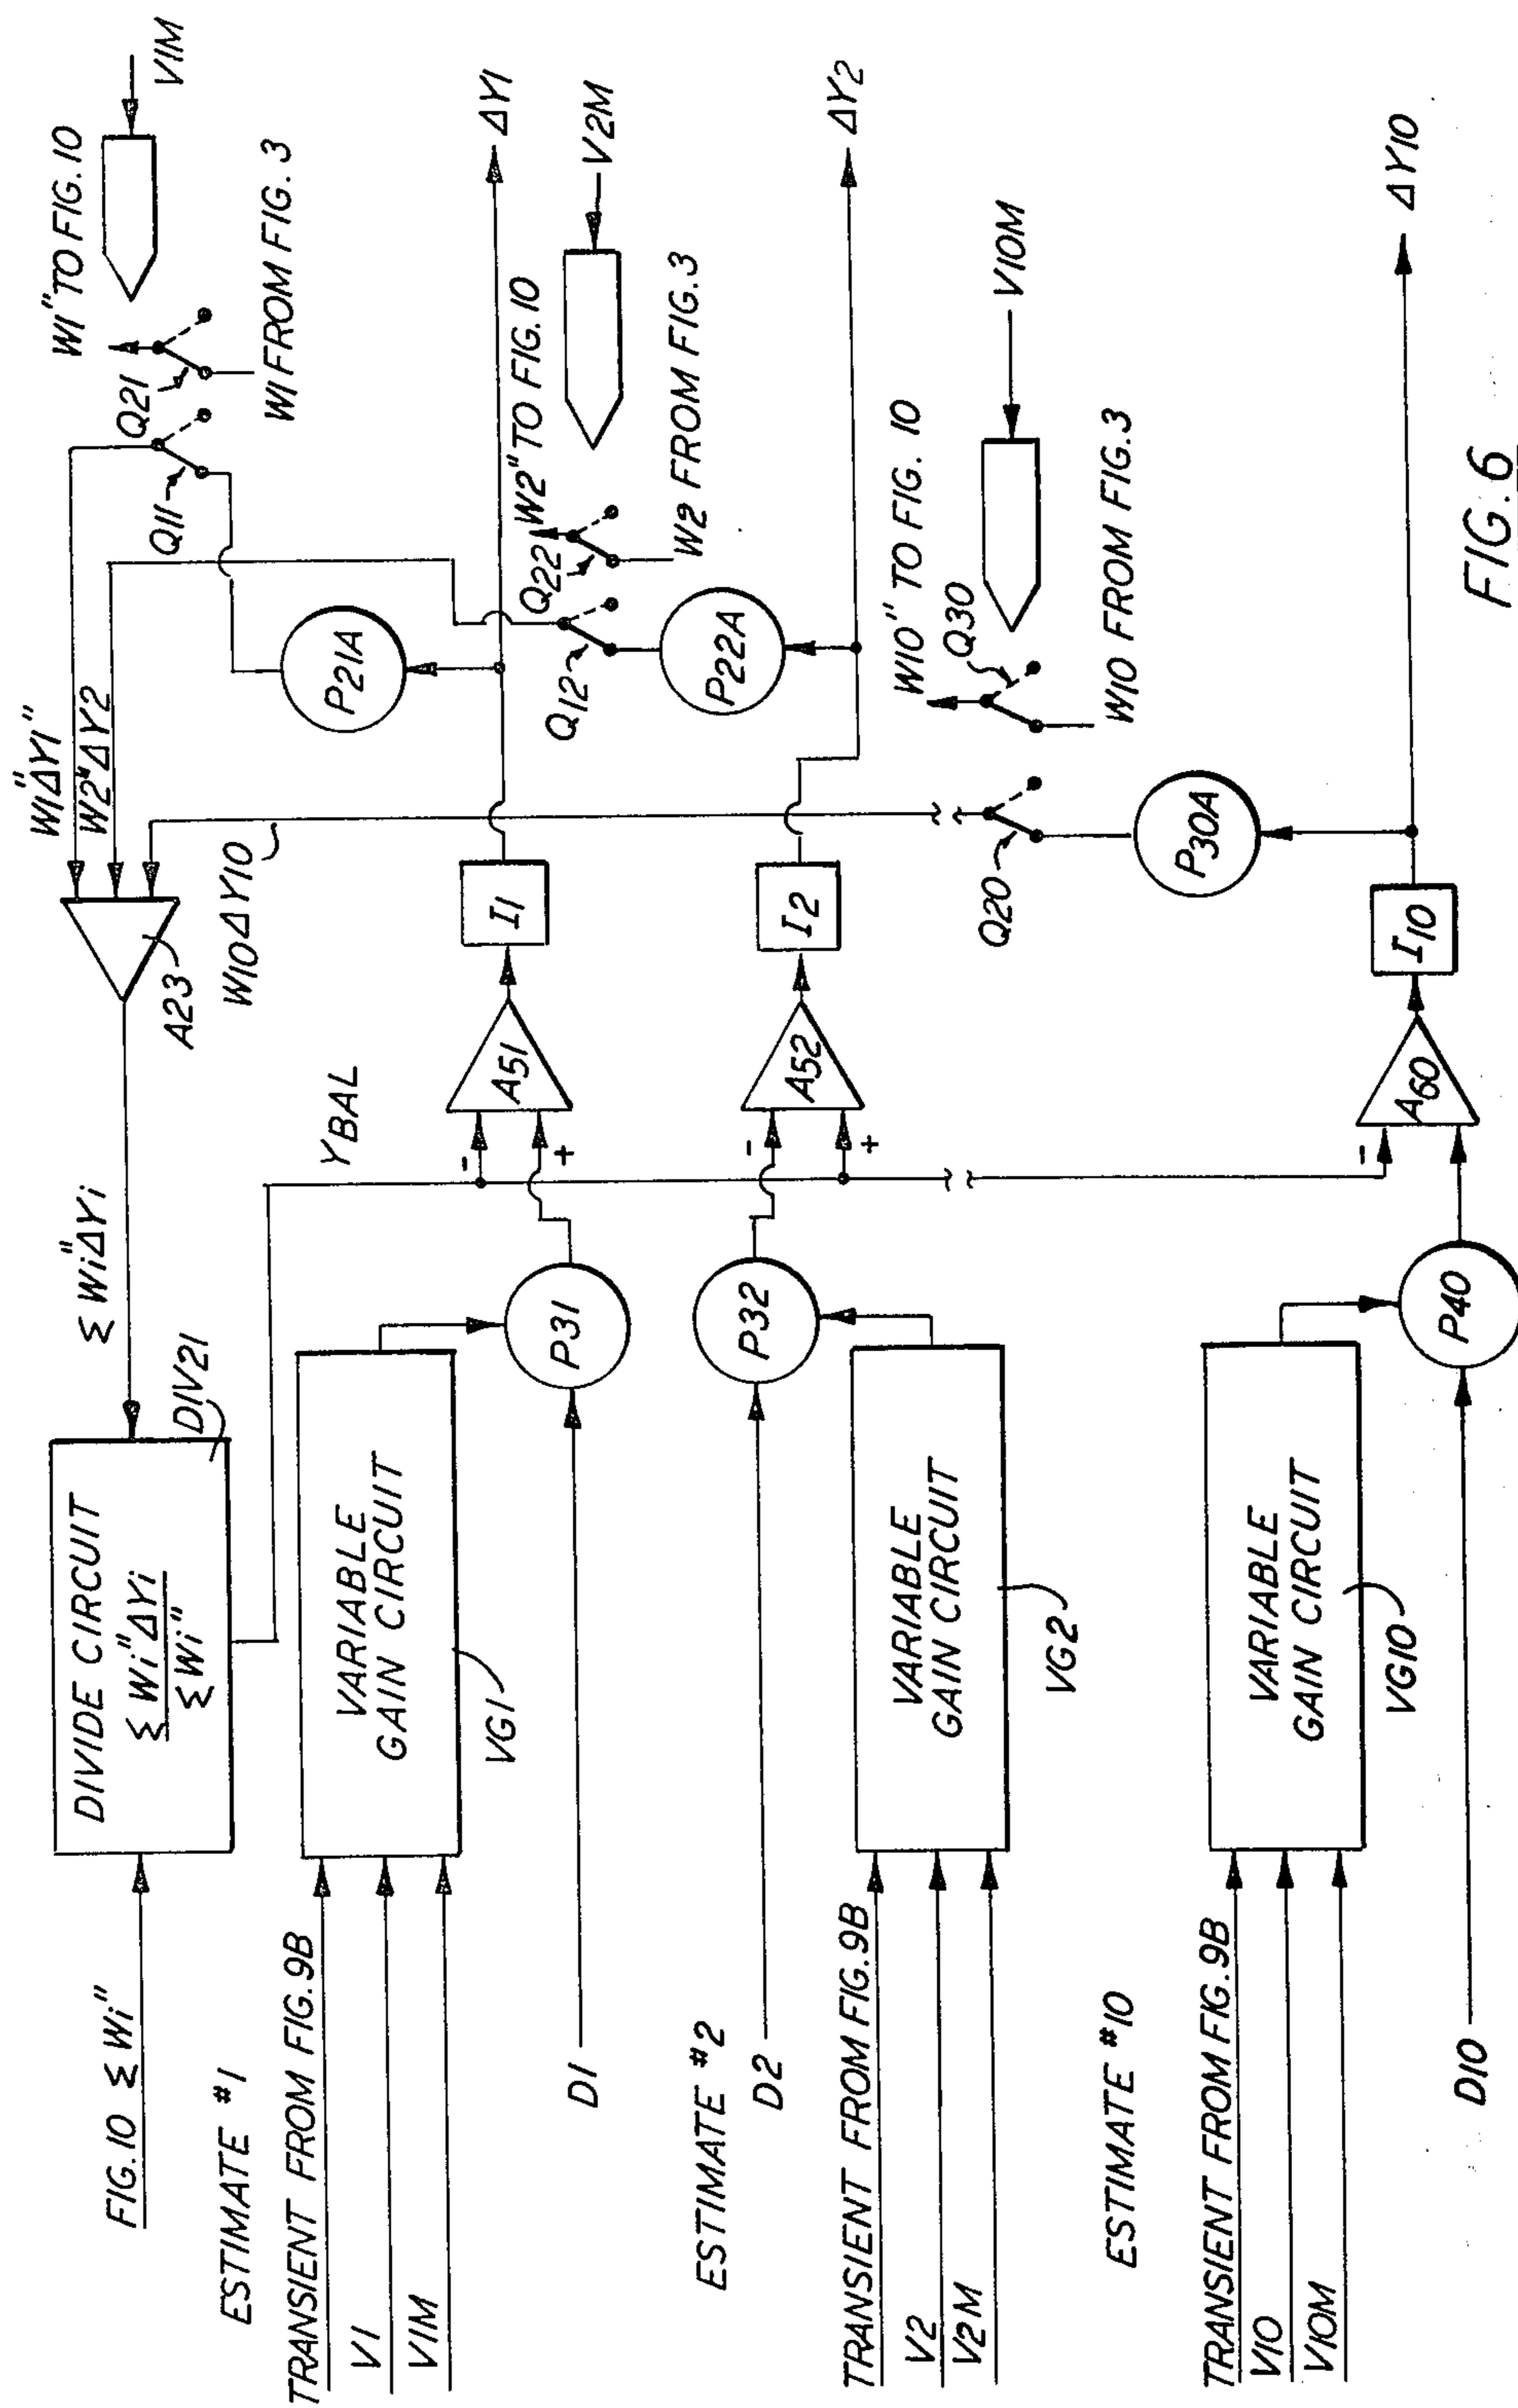 FIG. 10 Σ Wi"
DIVIDE CIRCUIT
Σ Wi" ΔYi
Σ Wi"
DIV21
Σ Wi" ΔYi
A23
W1" ΔY1"
W2" ΔY2
W10 ΔY10
Q11
Q21
W1" TO FIG. 10
W1 FROM FIG. 3
V1M
ESTIMATE #1
TRANSIENT FROM FIG. 9B
V1
V1M
VARIABLE
GAIN CIRCUIT
VG1
D1
P31
YBAL
-
+
A51
I1
P21A
ΔY1
Q12
Q22
W2" TO FIG. 10
W2 FROM FIG. 3
V2M
ESTIMATE #2
D2
P32
-
+
A52
I2
P22A
ΔY2
TRANSIENT FROM FIG. 9B
V2
V2M
VARIABLE
GAIN CIRCUIT
VG2
Q20
Q30
W10" TO FIG. 10
W10 FROM FIG. 3
V10M
ESTIMATE #10
TRANSIENT FROM FIG. 9B
V10
V10M
VARIABLE
GAIN CIRCUIT
VG10
D10
P40
-
A60
I10
P30A
ΔY10
FIG. 6